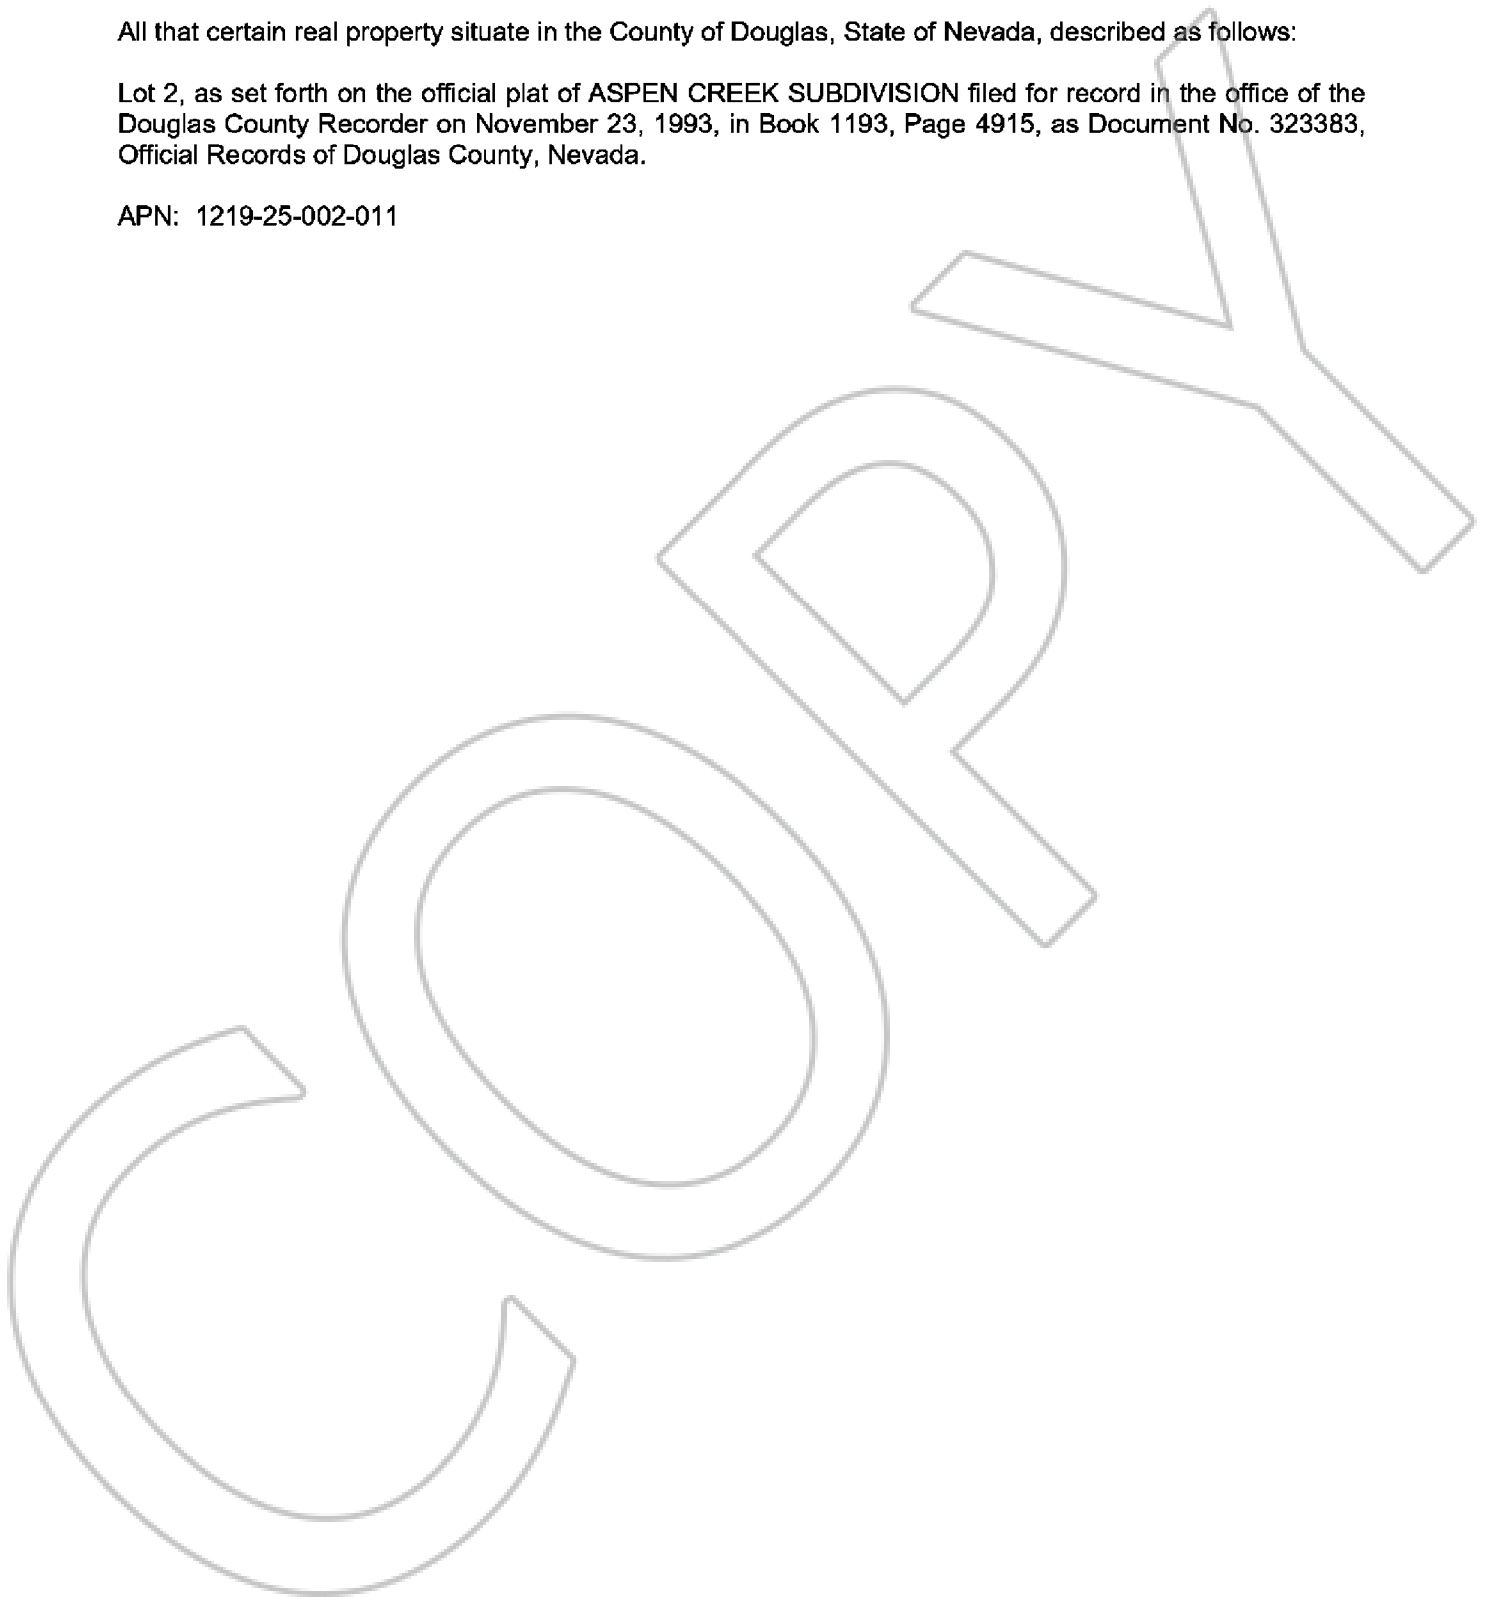 All that certain real property situate in the County of Douglas, State of Nevada, described as follows:
Lot 2, as set forth on the official plat of ASPEN CREEK SUBDIVISION filed for record in the office of the
Douglas County Recorder on November 23, 1993, in Book 1193, Page 4915, as Document No. 323383,
Official Records of Douglas County, Nevada.
APN:  1219-25-002-011
COPY